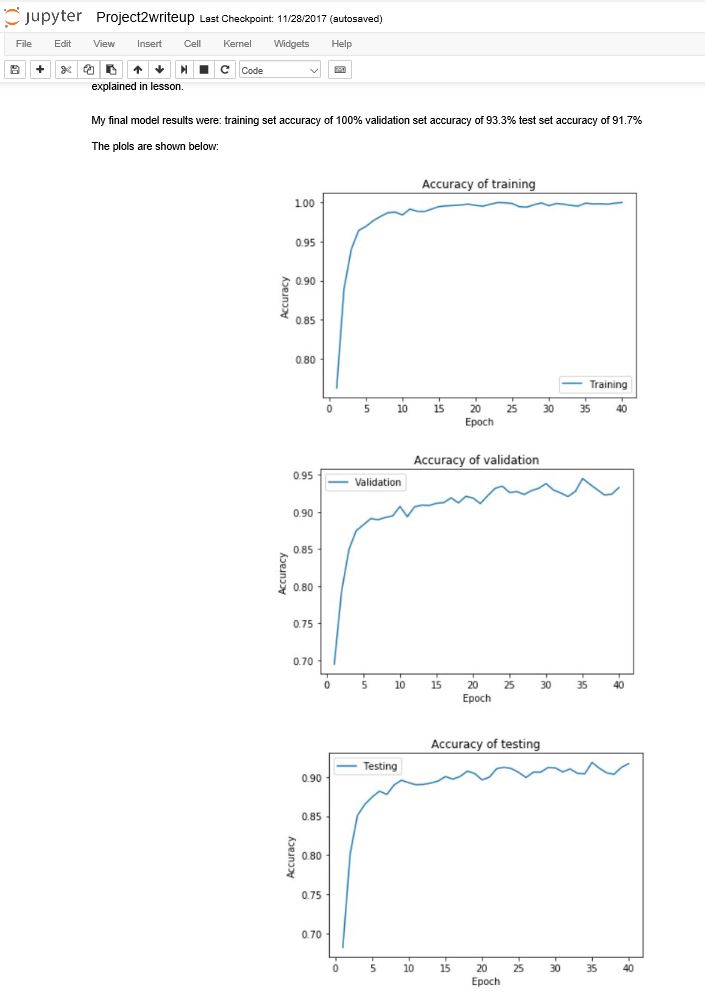 jupyter Project2writeup Last Checkpoint: 11/28/2017 (autosaved)
File Edit View Insert Cell Kernel Widgets Help
Code
explained in lesson.
My final model results were: training set accuracy of 100% validation set accuracy of 93.3% test set accuracy of 91.7%
The plols are shown below:
Accuracy of training
1.00
0.95
0.90
0.85
0.80
Accuracy
Training
0 5 10 15 20 25 30 35 40
Epoch
Accuracy of validation
0.95
0.90
0.85
0.80
0.75
0.70
Accuracy
Validation
0 5 10 15 20 25 30 35 40
Epoch
Accuracy of testing
0.90
0.85
0.80
0.75
0.70
Accuracy
Testing
0 5 10 15 20 25 30 35 40
Epoch